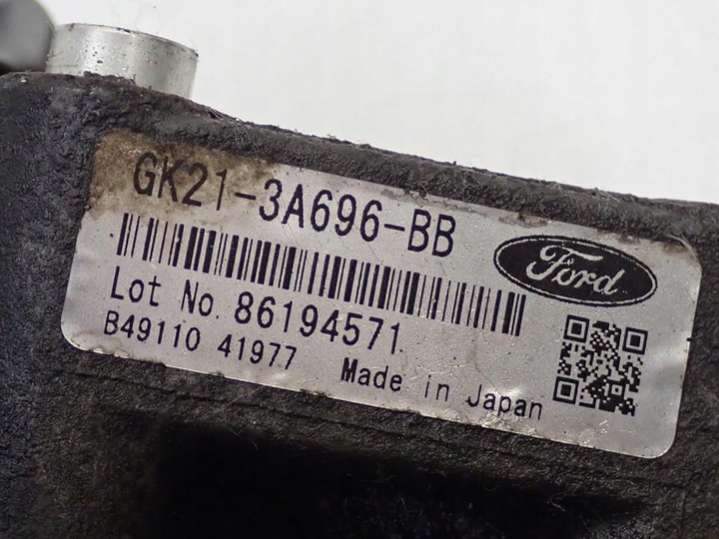 GK21-3A696-BB
Ford
Lot No. 86194571
B49110 41977 Made in Japan